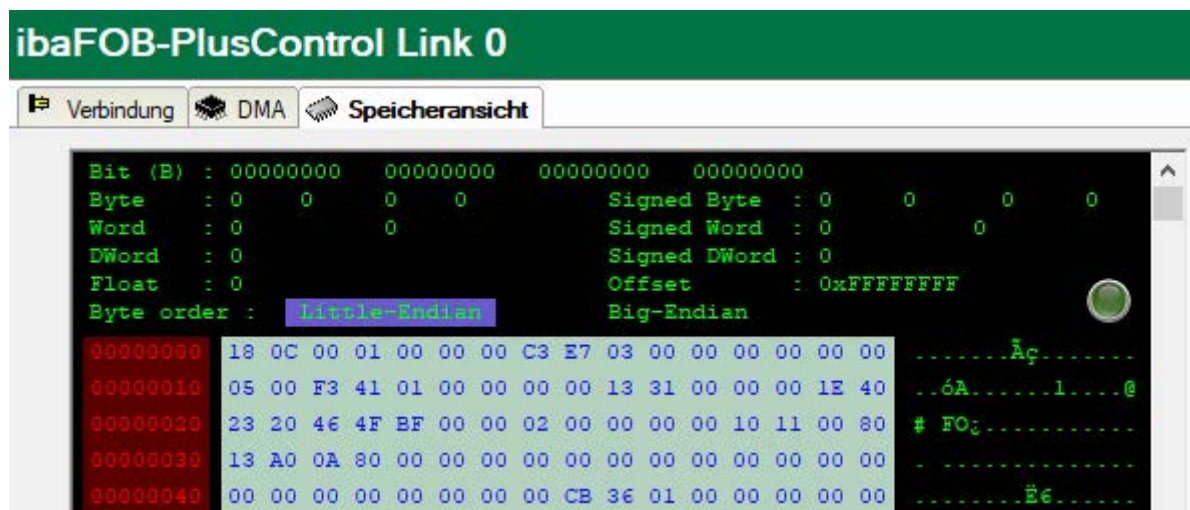 ibaFOB-PlusControl Link 0
Verbindung DMA Speicheransicht
Bit (B) : 00000000 00000000 00000000 00000000
Byte : 0 0 0 0 Signed Byte : 0 0 0 0
Word : 0 0 Signed Word : 0 0
DWord : 0 Signed DWord : 0
Float : 0 Offset : 0xFFFFFFFF
Byte order : Little-Endian Big-Endian
00000000 18 0C 00 01 00 00 00 C3 E7 03 00 00 00 00 00 00 .......Ãç.......
00000010 05 00 F3 41 01 00 00 00 00 13 31 00 00 00 1E 40 ..óA......1....@
00000020 23 20 46 4F BF 00 00 02 00 00 00 00 10 11 00 80 # FO¿...........
00000030 13 A0 0A 80 00 00 00 00 00 00 00 00 00 00 00 00 . ..............
00000040 00 00 00 00 00 00 00 00 CB 36 01 00 00 00 00 00 ........Ë6......